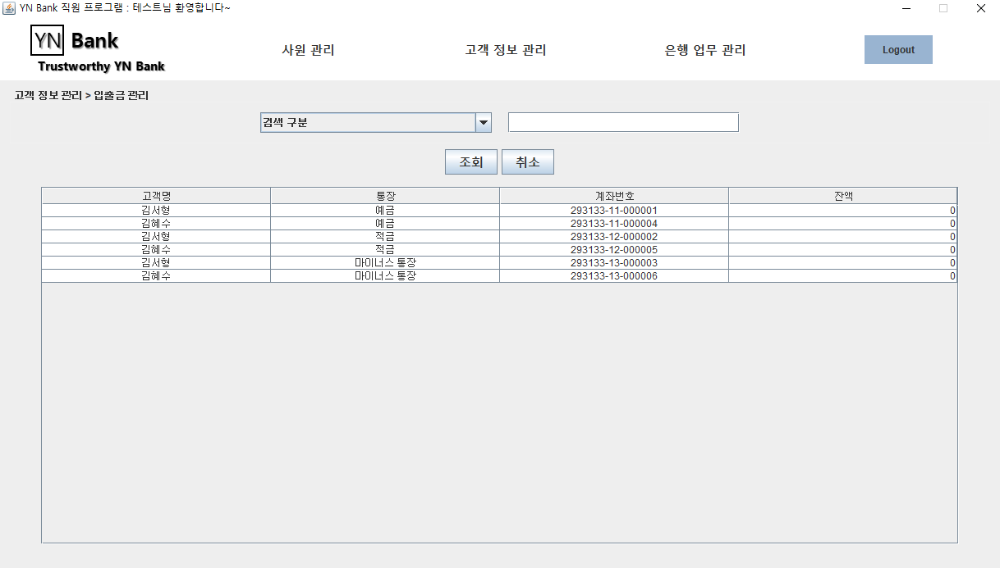 YN Bank 직원 프로그램 : 테스트님 환영합니다~
YN Bank
Trustworthy YN Bank
사원 관리 고객 정보 관리 은행 업무 관리 Logout
고객 정보 관리 > 입출금 관리
검색 구분
조회 취소
고객명 통장 계좌번호 잔액
김서형 예금 293133-11-000001 0
김혜수 예금 293133-11-000004 0
김서형 적금 293133-12-000002 0
김혜수 적금 293133-12-000005 0
김서형 마이너스 통장 293133-13-000003 0
김혜수 마이너스 통장 293133-13-000006 0